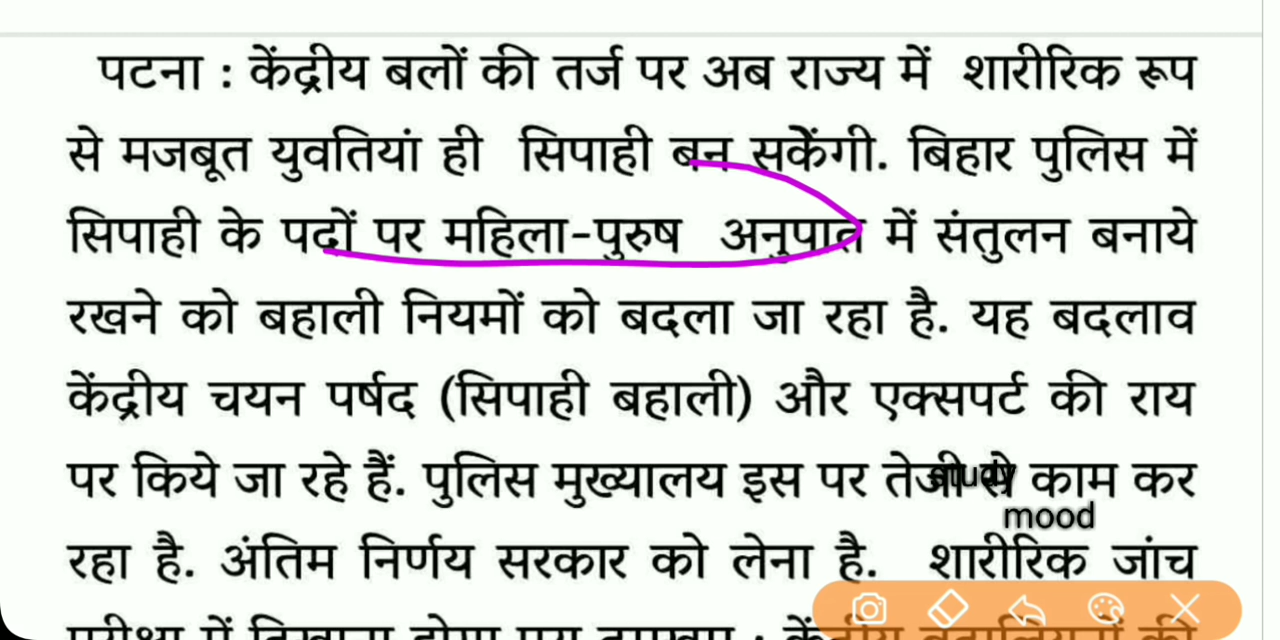 पटना : केंद्रीय बलों की तर्ज पर अब राज्य में शारीरिक रूप
से मजबूत युवतियां ही सिपाही बन सकेंगी. बिहार पुलिस में
सिपाही के पदों पर महिला-पुरुष अनुपात में संतुलन बनाये
रखने को बहाली नियमों को बदला जा रहा है. यह बदलाव
केंद्रीय चयन पर्षद (सिपाही बहाली) और एक्सपर्ट की राय
पर किये जा रहे हैं. पुलिस मुख्यालय इस पर तेजी से काम कर
study
mood
रहा है. अंतिम निर्णय सरकार को लेना है. शारीरिक जांच